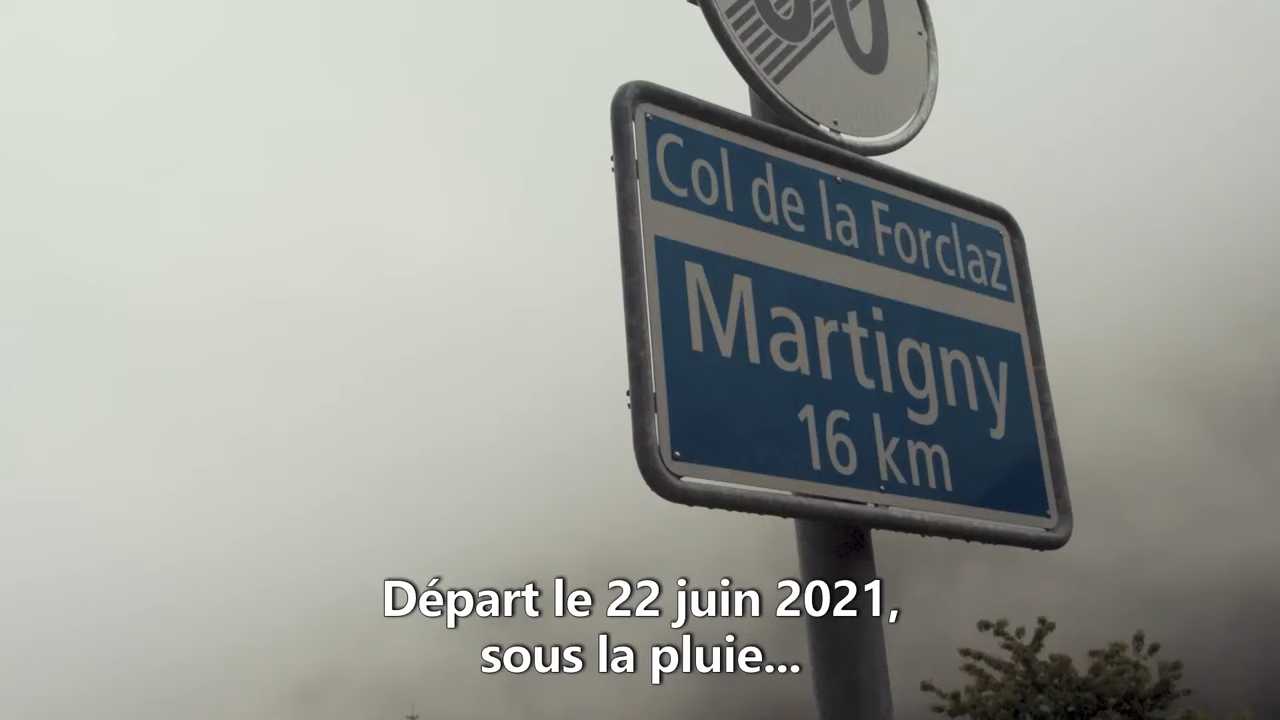 Col de la Forclaz
Martigny
16 km
Départ le 22 juin 2021,
sous la pluie...